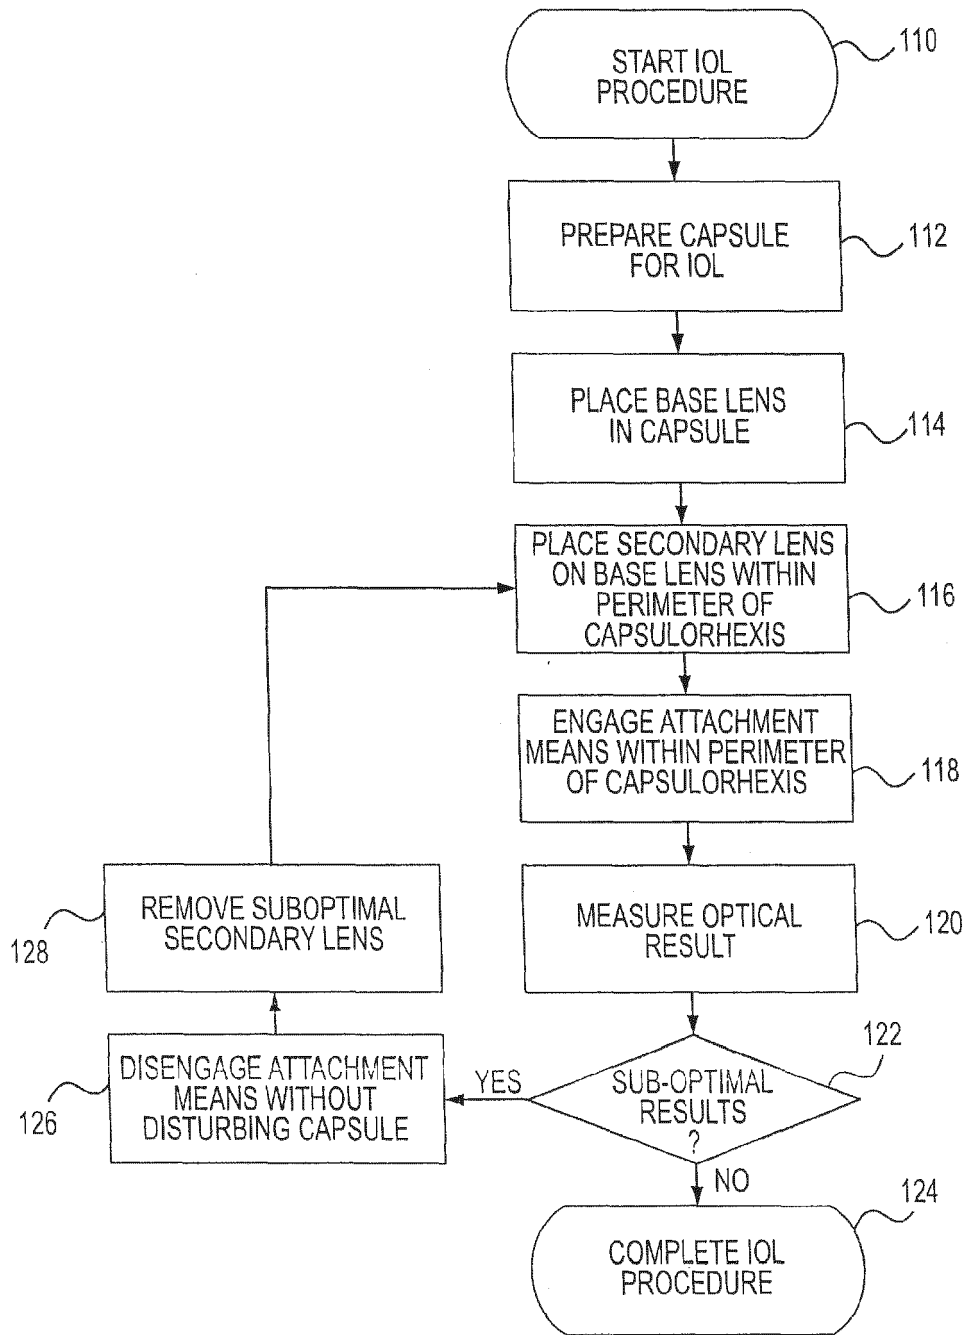 START IOL
PROCEDURE
110
PREPARE CAPSULE
FOR IOL
112
PLACE BASE LENS
IN CAPSULE
114
PLACE SECONDARY LENS
ON BASE LENS WITHIN
PERIMETER OF
CAPSULORHEXIS
116
ENGAGE ATTACHMENT
MEANS WITHIN PERIMETER
OF CAPSULORHEXIS
118
MEASURE OPTICAL
RESULT
120
SUB-OPTIMAL
RESULTS
?
122
YES
NO
DISENGAGE ATTACHMENT
MEANS WITHOUT
DISTURBING CAPSULE
126
REMOVE SUBOPTIMAL
SECONDARY LENS
128
COMPLETE IOL
PROCEDURE
124